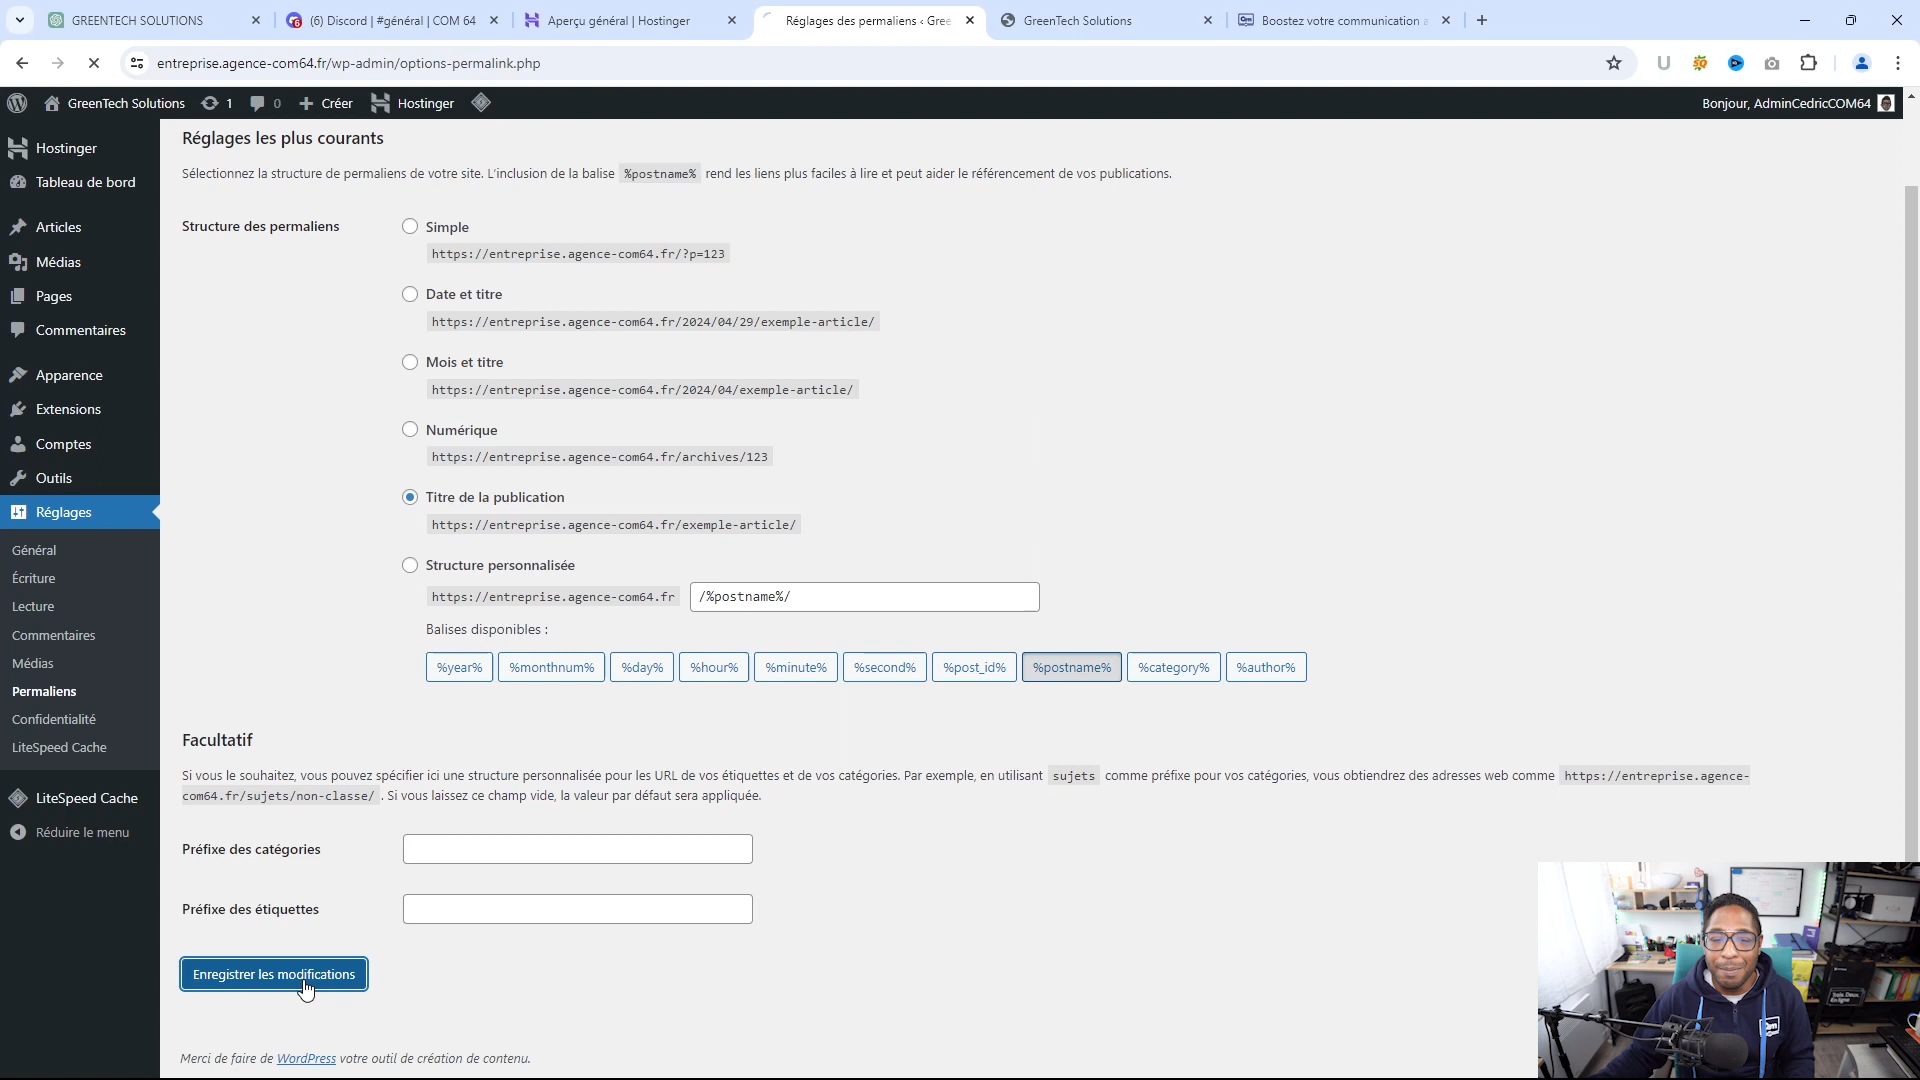 GREENTECH SOLUTIONS
(6) Discord | #général | COM 64
Aperçu général | Hostinger
Réglages des permaliens ‹ Gree
GreenTech Solutions
Boostez votre communication a
entreprise.agence-com64.fr/wp-admin/options-permalink.php
GreenTech Solutions
1
0
Créer
Hostinger
Bonjour, AdminCedricCOM64
Hostinger
Tableau de bord
Articles
Médias
Pages
Commentaires
Apparence
Extensions
Comptes
Outils
Réglages
Général
Écriture
Lecture
Commentaires
Médias
Permaliens
Confidentialité
LiteSpeed Cache
LiteSpeed Cache
Réduire le menu
Réglages les plus courants
Sélectionnez la structure de permaliens de votre site. L’inclusion de la balise %postname% rend les liens plus faciles à lire et peut aider le référencement de vos publications.
Structure des permaliens
Simple
https://entreprise.agence-com64.fr/?p=123
Date et titre
https://entreprise.agence-com64.fr/2024/04/29/exemple-article/
Mois et titre
https://entreprise.agence-com64.fr/2024/04/exemple-article/
Numérique
https://entreprise.agence-com64.fr/archives/123
Titre de la publication
https://entreprise.agence-com64.fr/exemple-article/
Structure personnalisée
https://entreprise.agence-com64.fr /%postname%/
Balises disponibles :
%year% %monthnum% %day% %hour% %minute% %second% %post_id% %postname% %category% %author%
Facultatif
Si vous le souhaitez, vous pouvez spécifier ici une structure personnalisée pour les URL de vos étiquettes et de vos catégories. Par exemple, en utilisant sujets comme préfixe pour vos catégories, vous obtiendrez des adresses web comme https://entreprise.agence-
com64.fr/sujets/non-classe/ . Si vous laissez ce champ vide, la valeur par défaut sera appliquée.
Préfixe des catégories
Préfixe des étiquettes
Enregistrer les modifications
Merci de faire de WordPress votre outil de création de contenu.